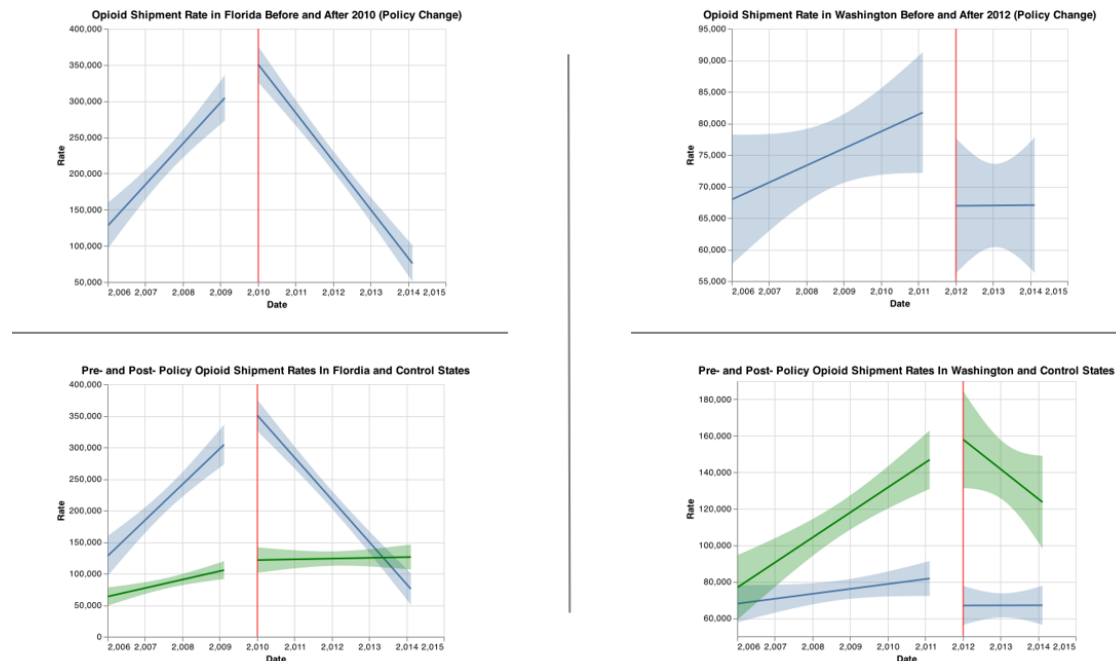 Opioid Shipment Rate in Florida Before and After 2010 (Policy Change)
400,000
350,000
300,000
250,000
200,000
150,000
100,000
50,000
Rate
2,006 2,007 2,008 2,009 2,010 2,011 2,012 2,013 2,014 2,015
Date
Opioid Shipment Rate in Washington Before and After 2012 (Policy Change)
95,000
90,000
85,000
80,000
75,000
70,000
65,000
60,000
55,000
Rate
2,006 2,007 2,008 2,009 2,010 2,011 2,012 2,013 2,014 2,015
Date
Pre- and Post- Policy Opioid Shipment Rates In Flordia and Control States
400,000
350,000
300,000
250,000
200,000
150,000
100,000
50,000
0
Rate
2,006 2,007 2,008 2,009 2,010 2,011 2,012 2,013 2,014 2,015
Date
Pre- and Post- Policy Opioid Shipment Rates In Washington and Control States
180,000
160,000
140,000
120,000
100,000
80,000
60,000
Rate
2,006 2,007 2,008 2,009 2,010 2,011 2,012 2,013 2,014 2,015
Date